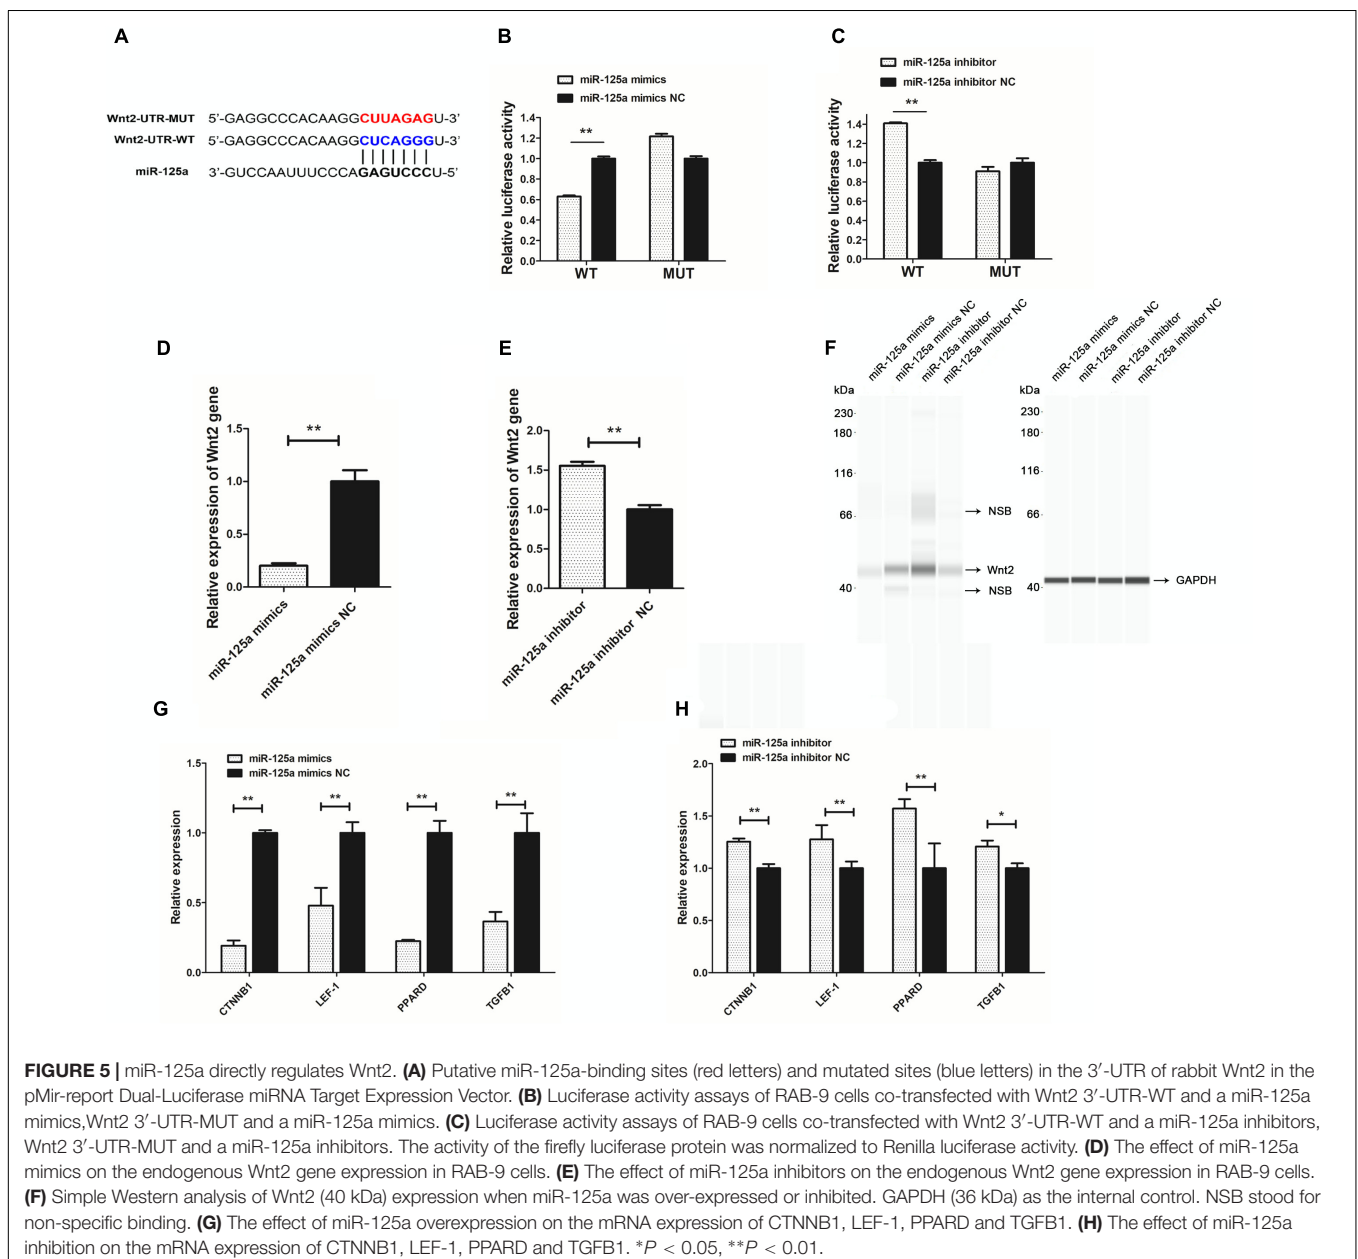 A
Wnt2-UTR-MUT 5'-GAGGCCCACAAGGCUUAGAGU-3'
Wnt2-UTR-WT 5'-GAGGCCCACAAGGCUCAGGGU-3'
miR-125a 3'-GUCCAAUUUCCCAGAGUCCCU-5'
B
miR-125a mimics
miR-125a mimics NC
Relative luciferase activity
1.4
1.2
1.0
0.8
0.6
0.4
0.2
0.0
**
WT MUT
C
miR-125a inhibitor
miR-125a inhibitor NC
Relative luciferase activity
1.4
1.2
1.0
0.8
0.6
0.4
0.2
0.0
**
WT MUT
D
Relative expression of Wnt2 gene
1.5
1.0
0.5
0.0
**
miR-125a mimics
miR-125a mimics NC
E
Relative expression of Wnt2 gene
2.0
1.5
1.0
0.5
0.0
**
miR-125a inhibitor
miR-125a inhibitor NC
F
miR-125a mimics
miR-125a mimics NC
miR-125a inhibitor
miR-125a inhibitor NC
kDa
230
180
116
66
40
→ NSB
→ Wnt2
→ NSB
miR-125a mimics
miR-125a mimics NC
miR-125a inhibitor
miR-125a inhibitor NC
kDa
230
180
116
66
40
→ GAPDH
G
miR-125a mimics
miR-125a mimics NC
Relative expression
1.5
1.0
0.5
0.0
** ** ** **
CTNNB1 LEF-1 PPARD TGFB1
H
miR-125a inhibitor
miR-125a inhibitor NC
Relative expression
2.0
1.5
1.0
0.5
0.0
** ** ** *
CTNNB1 LEF-1 PPARD TGFB1
FIGURE 5 | miR-125a directly regulates Wnt2. (A) Putative miR-125a-binding sites (red letters) and mutated sites (blue letters) in the 3′-UTR of rabbit Wnt2 in the
pMir-report Dual-Luciferase miRNA Target Expression Vector. (B) Luciferase activity assays of RAB-9 cells co-transfected with Wnt2 3′-UTR-WT and a miR-125a
mimics,Wnt2 3′-UTR-MUT and a miR-125a mimics. (C) Luciferase activity assays of RAB-9 cells co-transfected with Wnt2 3′-UTR-WT and a miR-125a inhibitors,
Wnt2 3′-UTR-MUT and a miR-125a inhibitors. The activity of the firefly luciferase protein was normalized to Renilla luciferase activity. (D) The effect of miR-125a
mimics on the endogenous Wnt2 gene expression in RAB-9 cells. (E) The effect of miR-125a inhibitors on the endogenous Wnt2 gene expression in RAB-9 cells.
(F) Simple Western analysis of Wnt2 (40 kDa) expression when miR-125a was over-expressed or inhibited. GAPDH (36 kDa) as the internal control. NSB stood for
non-specific binding. (G) The effect of miR-125a overexpression on the mRNA expression of CTNNB1, LEF-1, PPARD and TGFB1. (H) The effect of miR-125a
inhibition on the mRNA expression of CTNNB1, LEF-1, PPARD and TGFB1. *P < 0.05, **P < 0.01.